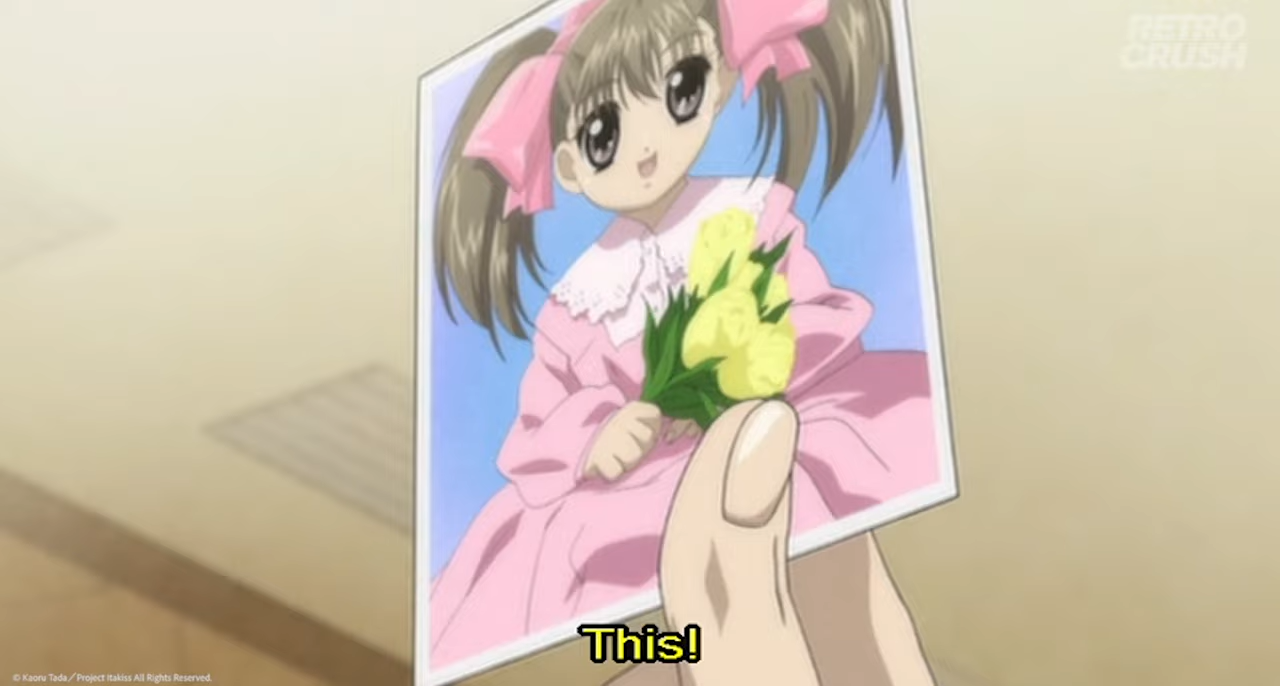 RETRO
CRUSH
This!
© Kaoru Tada／Project Itakiss All Rights Reserved.